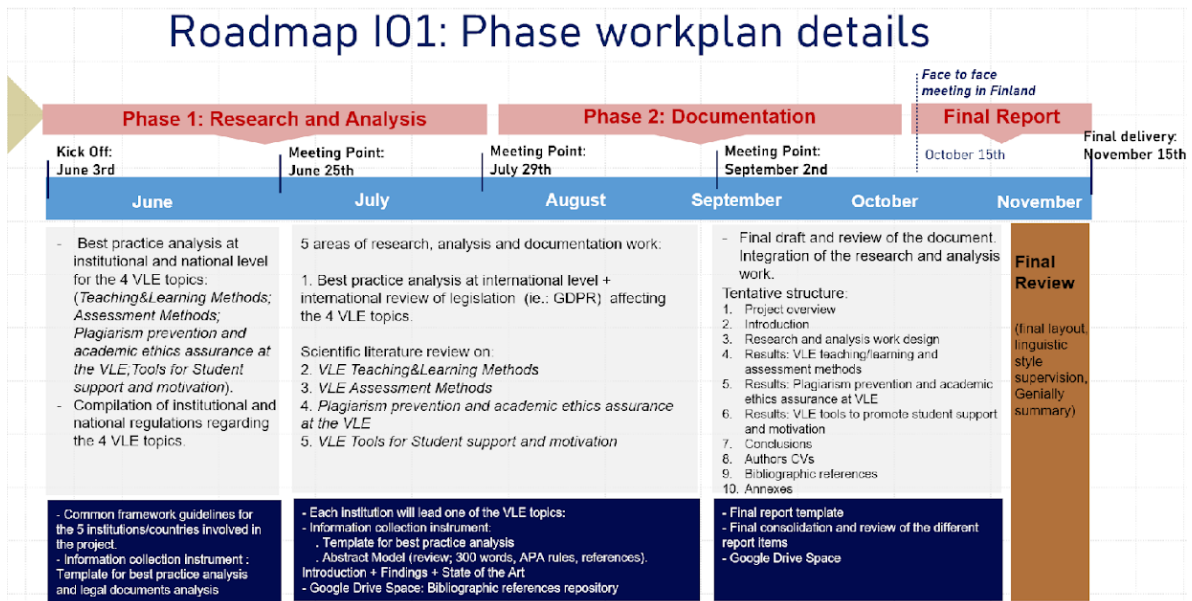 Roadmap IO1: Phase workplan details
Face to face
meeting in Finland
Phase 1: Research and Analysis
Phase 2: Documentation
Final Report
Kick Off:
June 3rd
Meeting Point:
June 25th
Meeting Point:
July 29th
Meeting Point:
September 2nd
October 15th
Final delivery:
November 15th
June
July
August
September
October
November
- Best practice analysis at
institutional and national level
for the 4 VLE topics:
(Teaching&Learning Methods;
Assessment Methods;
Plagiarism prevention and
academic ethics assurance at
the VLE;Tools for Student
support and motivation).
- Compilation of institutional and
national regulations regarding
the 4 VLE topics.
5 areas of research, analysis and documentation work:
1. Best practice analysis at international level +
international review of legislation (ie.: GDPR) affecting
the 4 VLE topics.
Scientific literature review on:
2. VLE Teaching&Learning Methods
3. VLE Assessment Methods
4. Plagiarism prevention and academic ethics assurance
at the VLE
5. VLE Tools for Student support and motivation
- Final draft and review of the document.
Integration of the research and analysis
work.
Tentative structure:
1. Project overview
2. Introduction
3. Research and analysis work design
4. Results: VLE teaching/learning and
assessment methods
5. Results: Plagiarism prevention and academic
ethics assurance at VLE
6. Results: VLE tools to promote student support
and motivation
7. Conclusions
8. Authors CVs
9. Bibliographic references
10. Annexes
Final
Review
(final layout,
linguistic
style
supervision,
Genially
summary)
- Common framework guidelines for
the 5 institutions/countries involved in
the project.
- Information collection instrument :
Template for best practice analysis
and legal documents analysis
- Each institution will lead one of the VLE topics:
- Information collection instrument:
. Template for best practice analysis
. Abstract Model (review; 300 words, APA rules, references).
Introduction + Findings + State of the Art
- Google Drive Space: Bibliographic references repository
- Final report template
- Final consolidation and review of the different
report items
- Google Drive Space